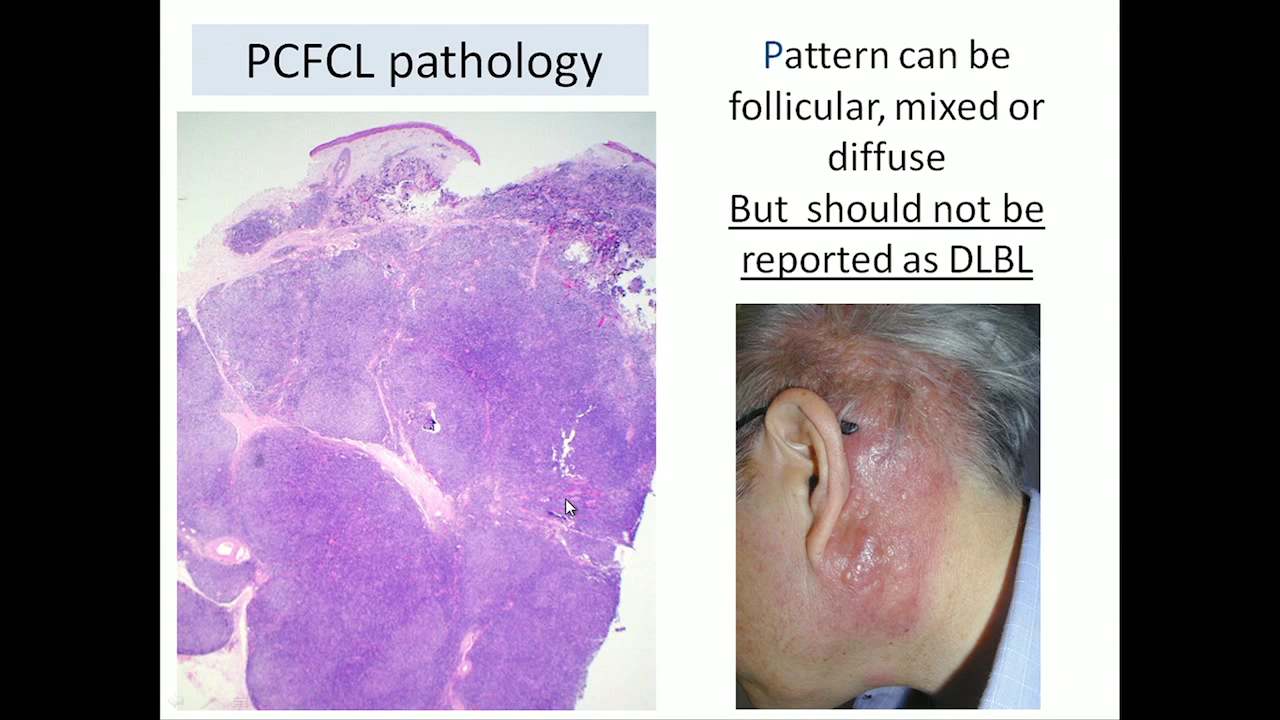 PCFCL pathology
Pattern can be
follicular, mixed or
diffuse
But should not be
reported as DLBL